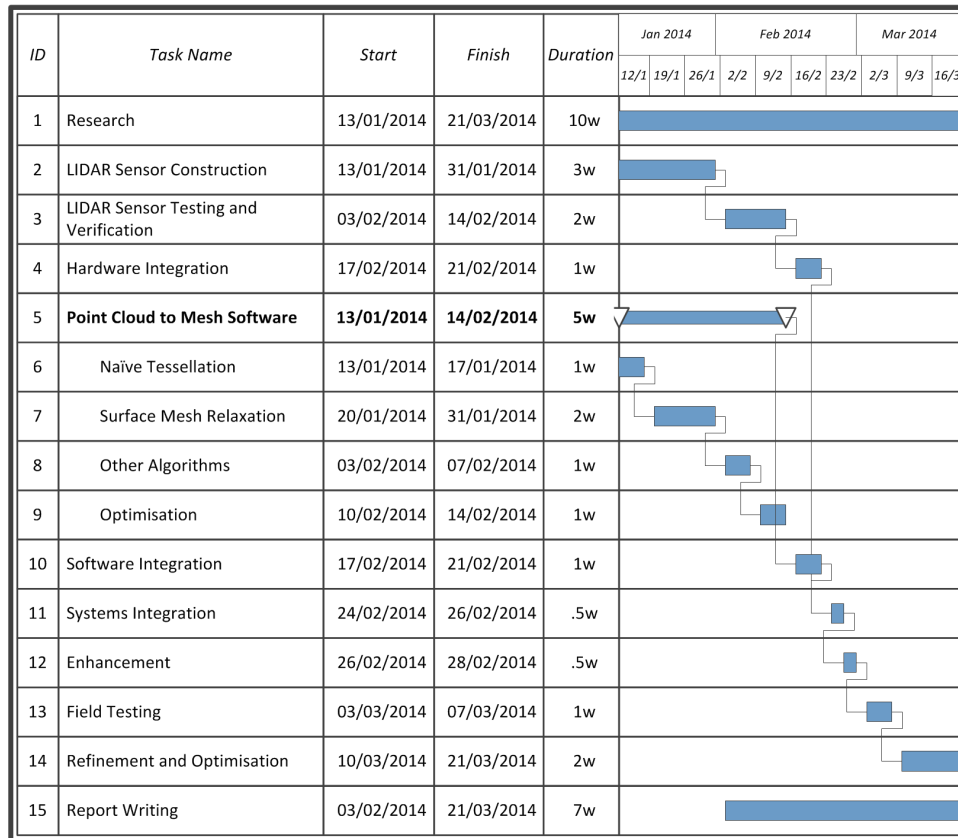 ID Task Name Start Finish Duration Jan 2014 Feb 2014 Mar 2014
12/1 19/1 26/1 2/2 9/2 16/2 23/2 2/3 9/3 16/3
1 Research 13/01/2014 21/03/2014 10w
2 LIDAR Sensor Construction 13/01/2014 31/01/2014 3w
3 LIDAR Sensor Testing and
Verification 03/02/2014 14/02/2014 2w
4 Hardware Integration 17/02/2014 21/02/2014 1w
5 Point Cloud to Mesh Software 13/01/2014 14/02/2014 5w
6 Naïve Tessellation 13/01/2014 17/01/2014 1w
7 Surface Mesh Relaxation 20/01/2014 31/01/2014 2w
8 Other Algorithms 03/02/2014 07/02/2014 1w
9 Optimisation 10/02/2014 14/02/2014 1w
10 Software Integration 17/02/2014 21/02/2014 1w
11 Systems Integration 24/02/2014 26/02/2014 .5w
12 Enhancement 26/02/2014 28/02/2014 .5w
13 Field Testing 03/03/2014 07/03/2014 1w
14 Refinement and Optimisation 10/03/2014 21/03/2014 2w
15 Report Writing 03/02/2014 21/03/2014 7w